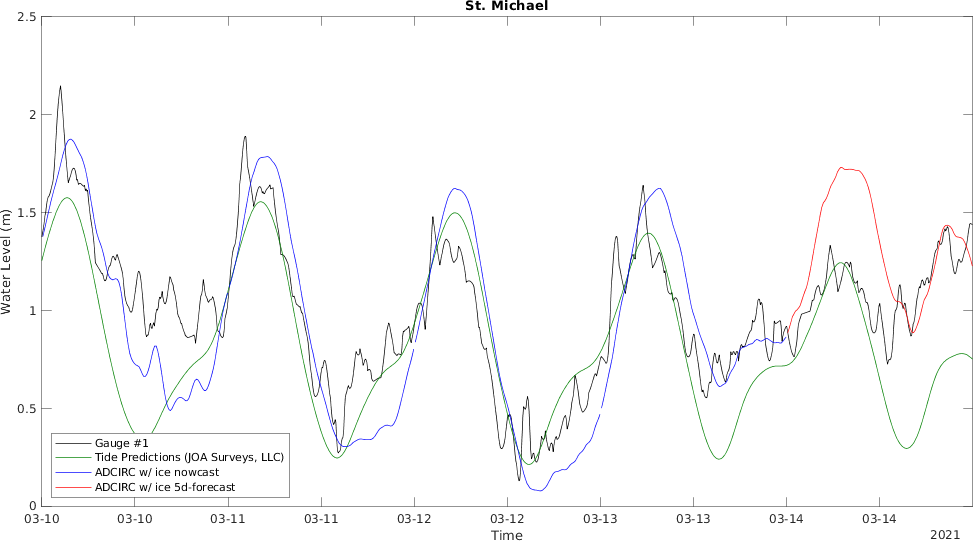 St. Michael
2.5
2
1.5
1
0.5
0
Water Level (m)
Gauge #1
Tide Predictions (JOA Surveys, LLC)
ADCIRC w/ ice nowcast
ADCIRC w/ ice 5d-forecast
03-10 03-10 03-11 03-11 03-12 03-12 03-13 03-13 03-14 03-14
Time
2021